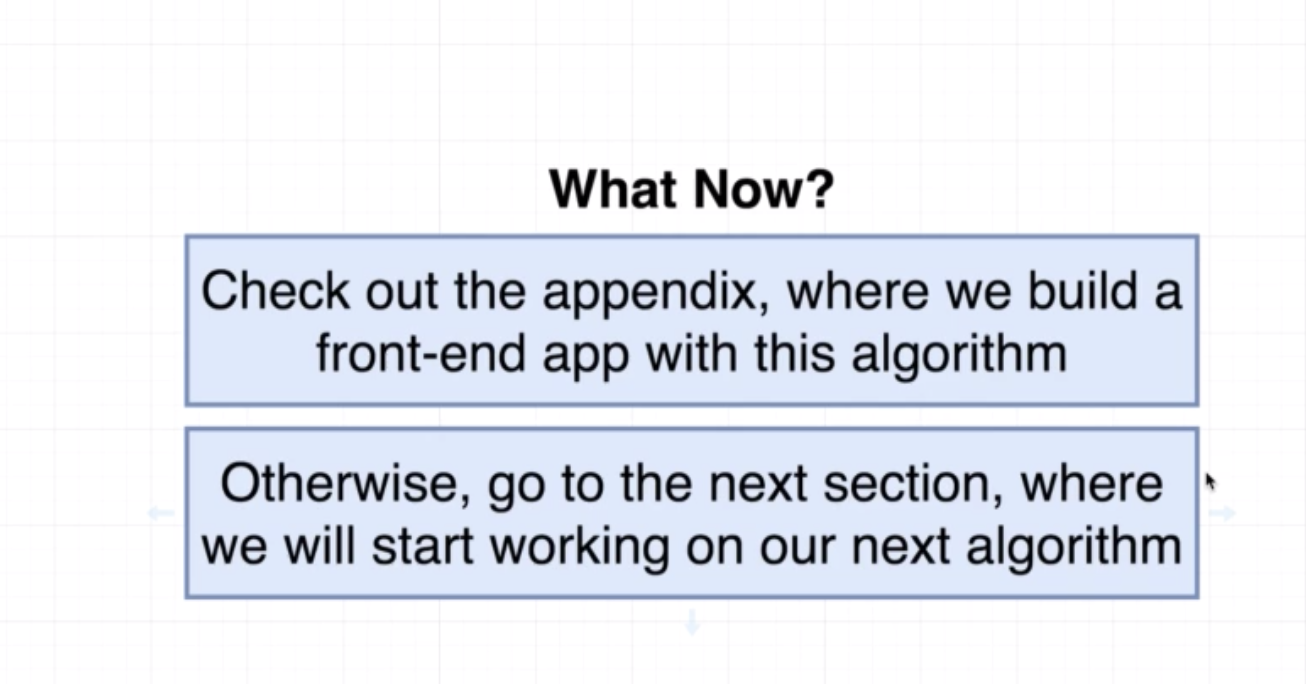 What Now?
Check out the appendix, where we build a
front-end app with this algorithm
Otherwise, go to the next section, where
we will start working on our next algorithm